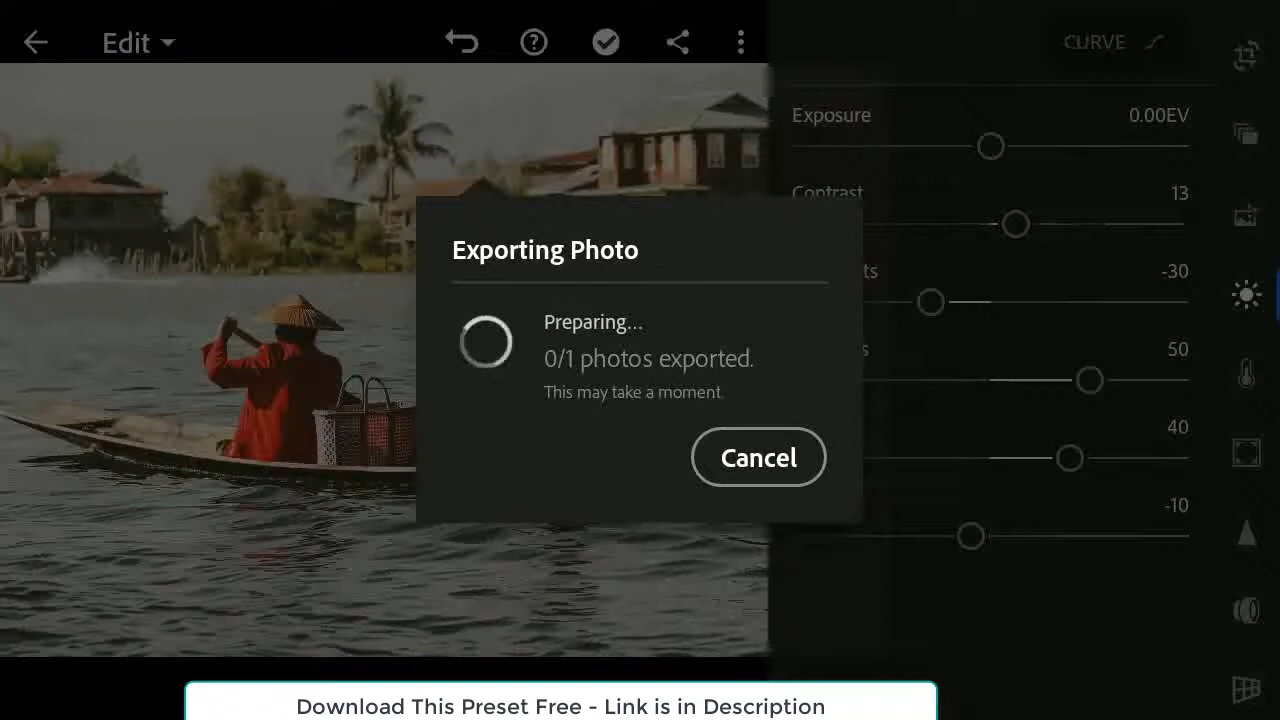 Edit
CURVE
Exposure 0.00EV
Contrast 13
ts -30
s 50
40
-10
Exporting Photo
Preparing...
0/1 photos exported.
This may take a moment.
Cancel
Download This Preset Free - Link is in Description